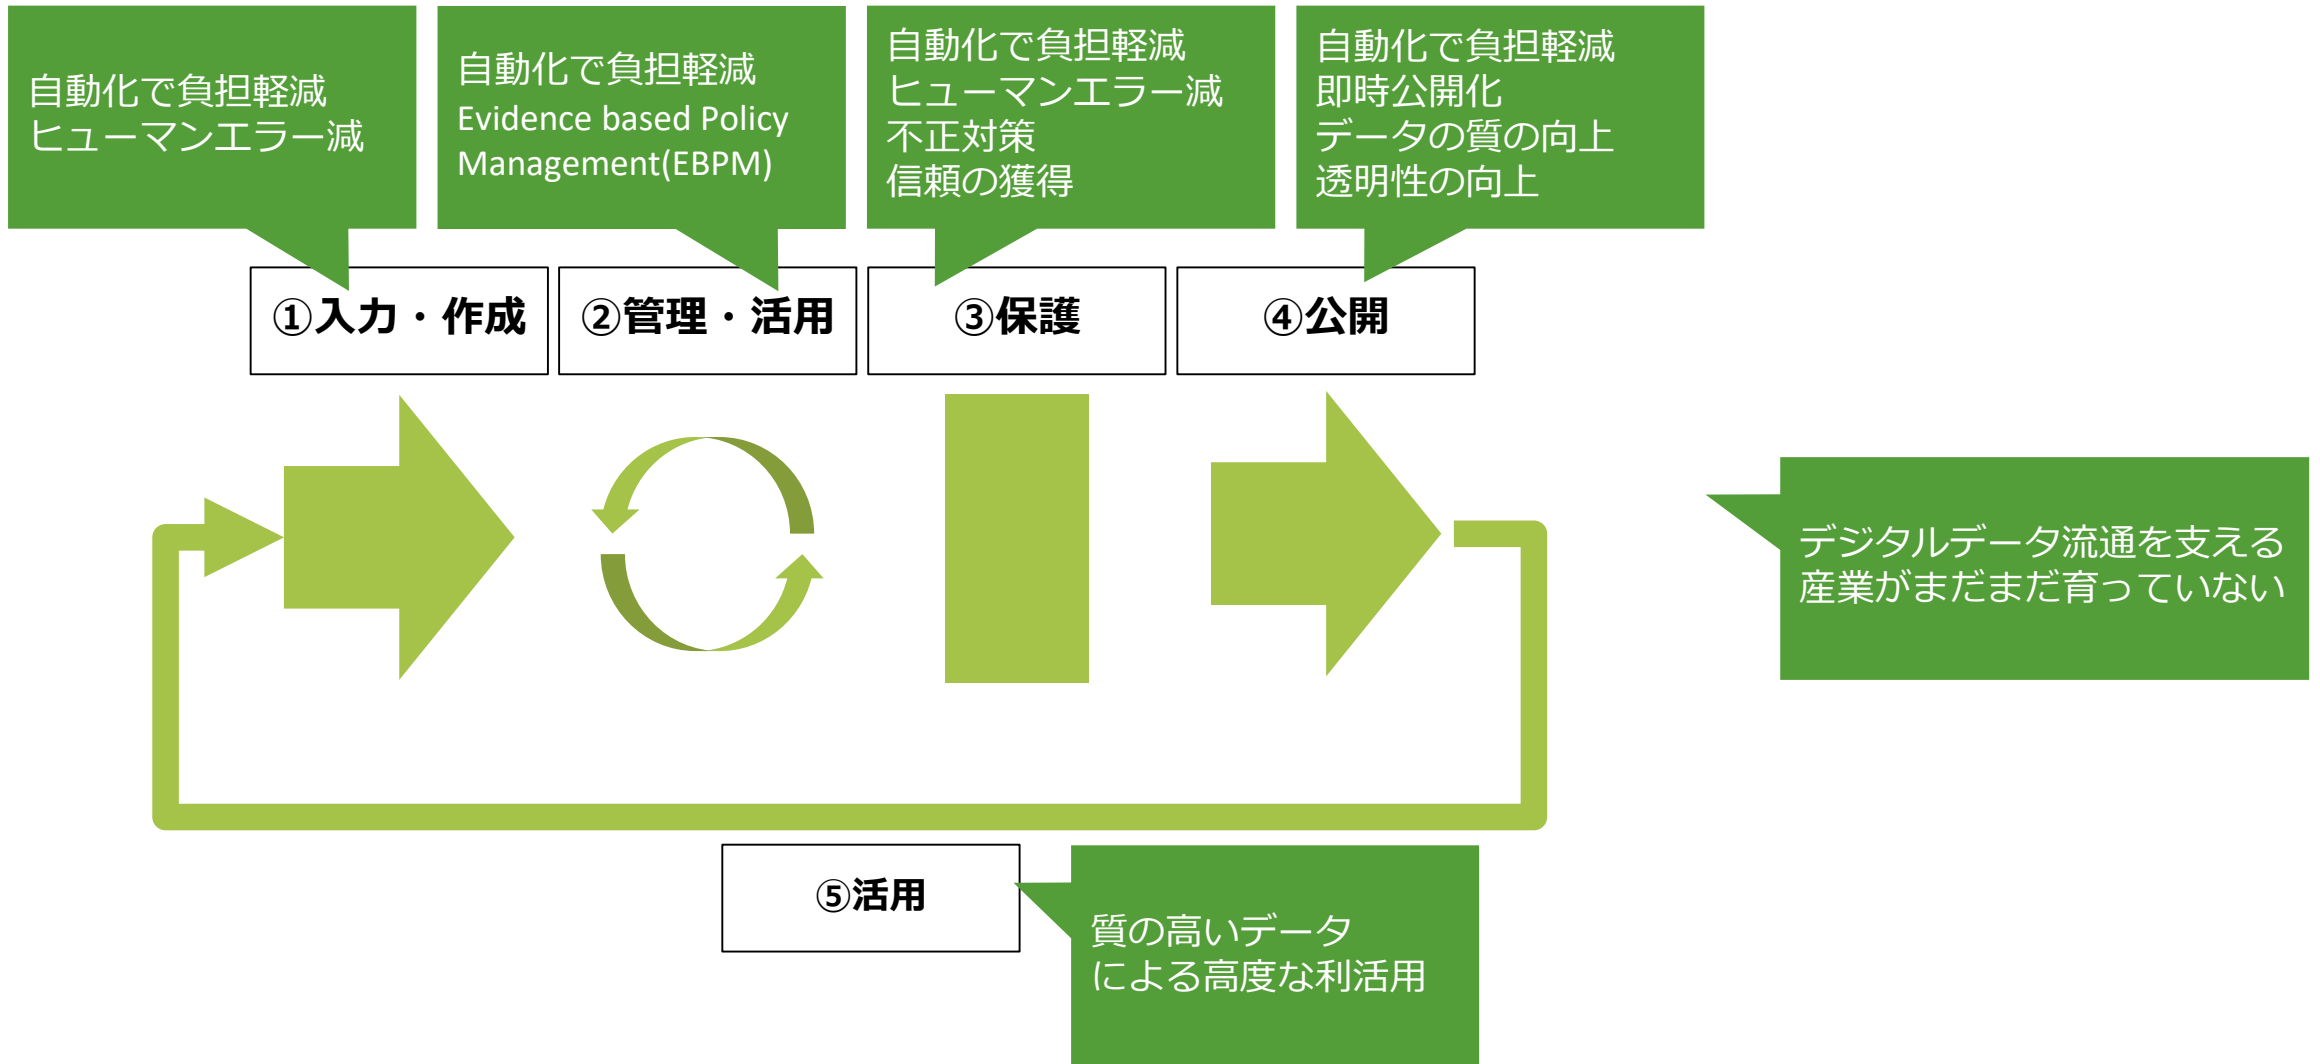 自動化で負担軽減
ヒューマンエラー減
自動化で負担軽減
Evidence based Policy
Management(EBPM)
自動化で負担軽減
ヒューマンエラー減
不正対策
信頼の獲得
自動化で負担軽減
即時公開化
データの質の向上
透明性の向上
①入力・作成
②管理・活用
③保護
④公開
デジタルデータ流通を支える
産業がまだまだ育っていない
⑤活用
質の高いデータ
による高度な利活用